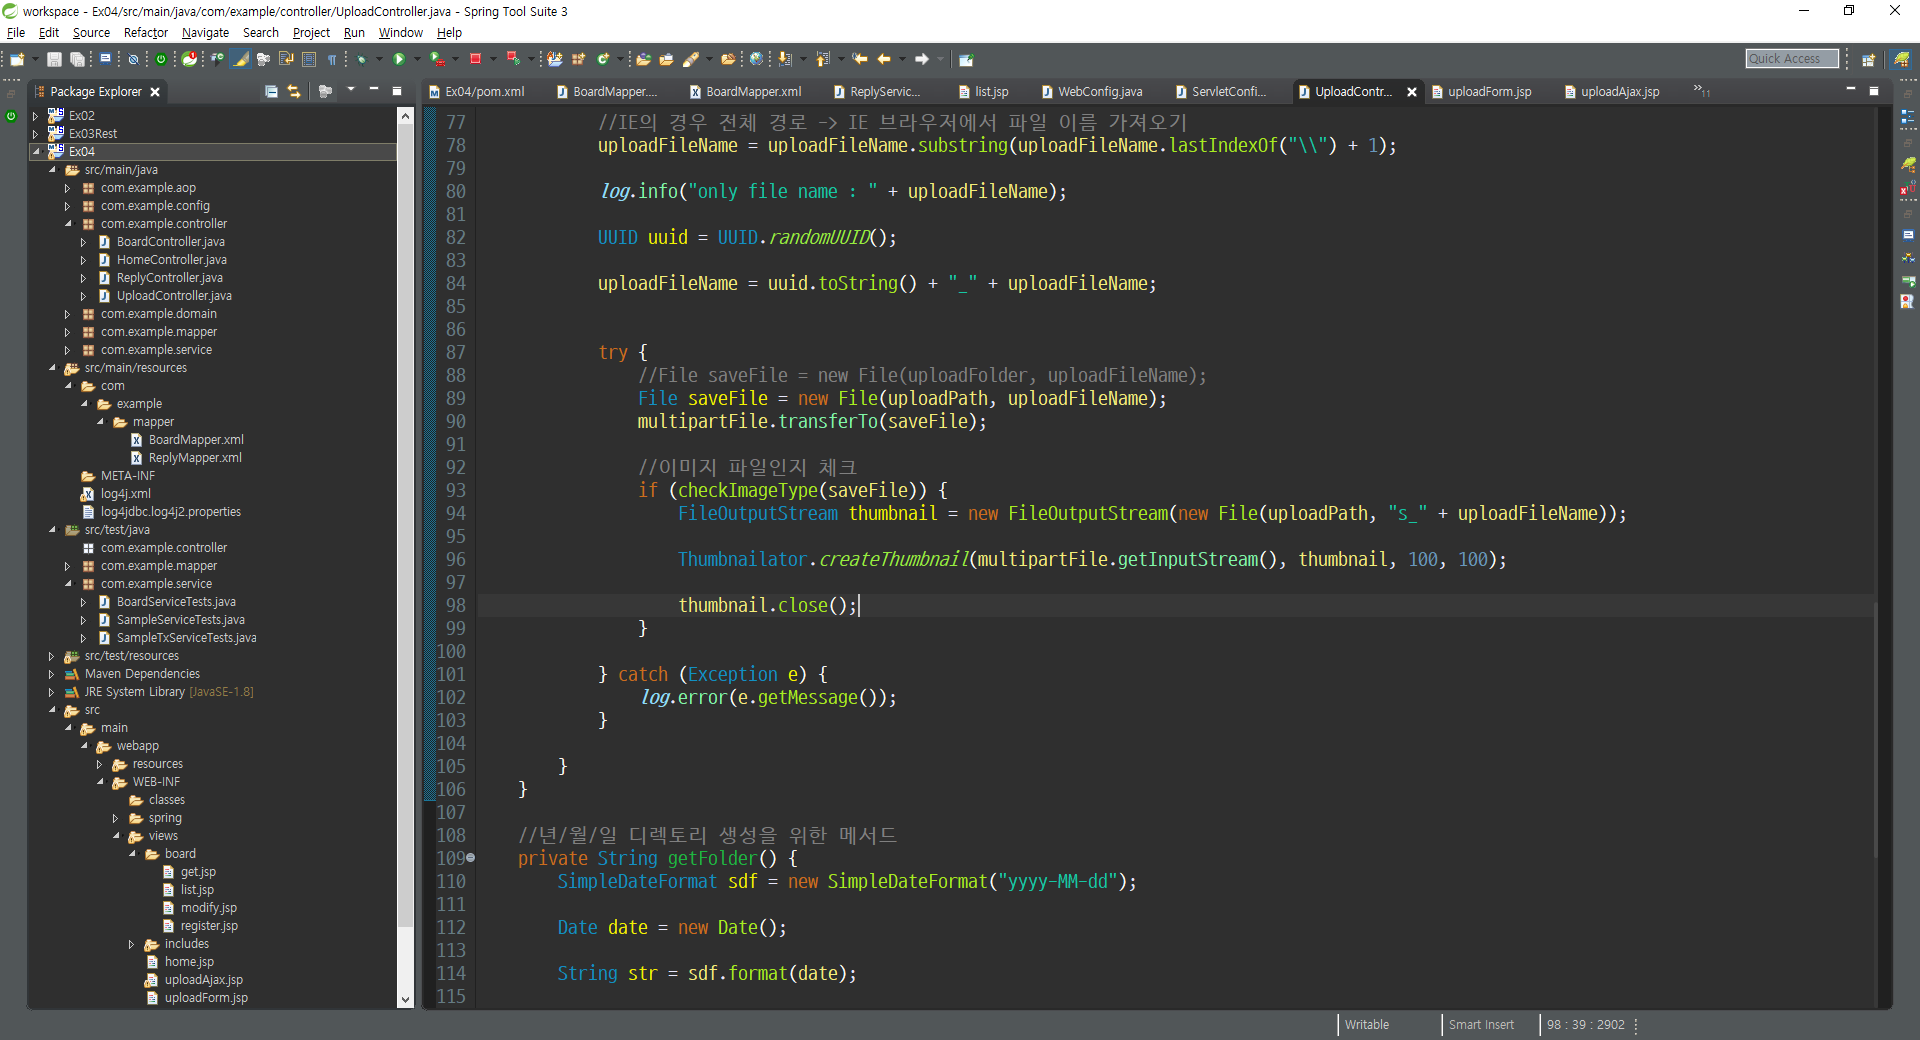 workspace - Ex04/src/main/java/com/example/controller/UploadController.java - Spring Tool Suite 3
File Edit Source Refactor Navigate Search Project Run Window Help
Quick Access
Package Explorer
Ex04/pom.xml BoardMapper.... BoardMapper.xml ReplyServic... list.jsp WebConfig.java ServletConfi... UploadContr... uploadForm.jsp uploadAjax.jsp »11
Ex02
Ex03Rest
Ex04
src/main/java
com.example.aop
com.example.config
com.example.controller
BoardController.java
HomeController.java
ReplyController.java
UploadController.java
com.example.domain
com.example.mapper
com.example.service
src/main/resources
com
example
mapper
BoardMapper.xml
ReplyMapper.xml
META-INF
log4j.xml
log4jdbc.log4j2.properties
src/test/java
com.example.controller
com.example.mapper
com.example.service
BoardServiceTests.java
SampleServiceTests.java
SampleTxServiceTests.java
src/test/resources
Maven Dependencies
JRE System Library [JavaSE-1.8]
src
main
webapp
resources
WEB-INF
classes
spring
views
board
get.jsp
list.jsp
modify.jsp
register.jsp
includes
home.jsp
uploadAjax.jsp
uploadForm.jsp
77 //IE의 경우 전체 경로 -> IE 브라우저에서 파일 이름 가져오기
78 uploadFileName = uploadFileName.substring(uploadFileName.lastIndexOf("\\") + 1);
79
80 log.info("only file name : " + uploadFileName);
81
82 UUID uuid = UUID.randomUUID();
83
84 uploadFileName = uuid.toString() + "_" + uploadFileName;
85
86
87 try {
88 //File saveFile = new File(uploadFolder, uploadFileName);
89 File saveFile = new File(uploadPath, uploadFileName);
90 multipartFile.transferTo(saveFile);
91
92 //이미지 파일인지 체크
93 if (checkImageType(saveFile)) {
94 FileOutputStream thumbnail = new FileOutputStream(new File(uploadPath, "s_" + uploadFileName));
95
96 Thumbnailator.createThumbnail(multipartFile.getInputStream(), thumbnail, 100, 100);
97
98 thumbnail.close();
99 }
100
101 } catch (Exception e) {
102 log.error(e.getMessage());
103 }
104
105 }
106 }
107
108 //년/월/일 디렉토리 생성을 위한 메서드
109 private String getFolder() {
110 SimpleDateFormat sdf = new SimpleDateFormat("yyyy-MM-dd");
111
112 Date date = new Date();
113
114 String str = sdf.format(date);
115
Writable Smart Insert 98 : 39 : 2902